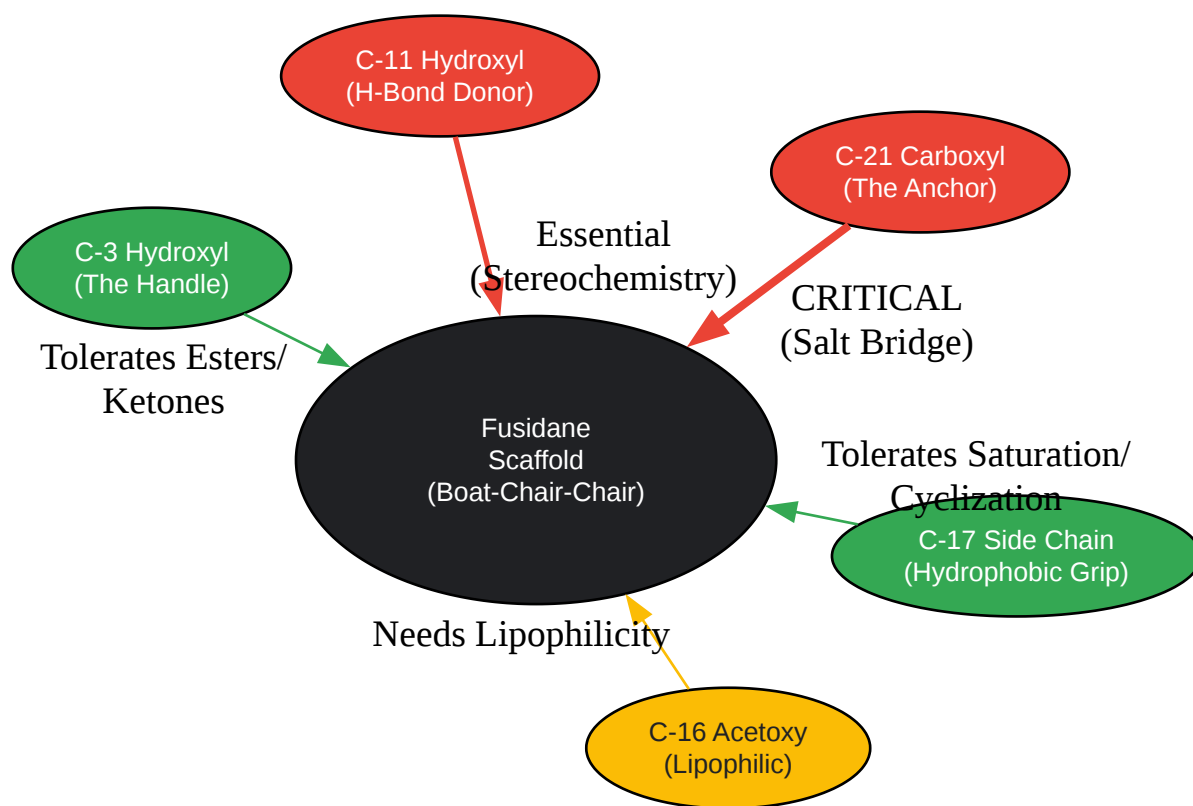 C-11 Hydroxyl
(H-Bond Donor)
C-21 Carboxyl
(The Anchor)
C-3 Hydroxyl
(The Handle)
Essential
(Stereochemistry)
CRITICAL
(Salt Bridge)
Tolerates Esters/
Ketones
Fusidane
Scaffold
(Boat-Chair-Chair)
Tolerates Saturation/
Cyclization
C-17 Side Chain
(Hydrophobic Grip)
Needs Lipophilicity
C-16 Acetoxy
(Lipophilic)